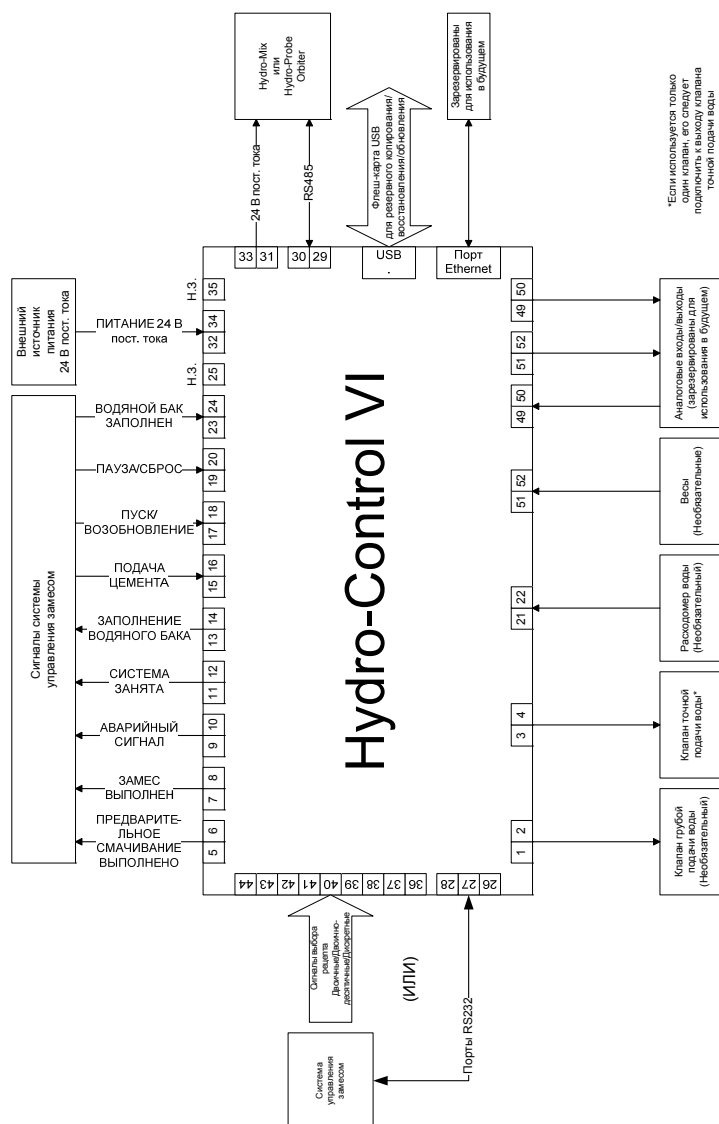 Hydro-Mix
или
Hydro-Probe
Orbiter
Зарезервированы
для использования
в будущем
24 В пост. тока
RS485
Флеш-карта USB
для резервного копирования/
восстановления/обновления
*Если используется только
один клапан, его следует
подключить к выходу клапана
точной подачи воды
33 31
30 29
USB
.
Порт
Ethernet
Внешний
источник
питания
24 В пост. тока
ПИТАНИЕ 24 В
пост. тока
Н.З.
35
34
32
Н.З.
25
Сигналы системы
управления замесом
ВОДЯНОЙ БАК
ЗАПОЛНЕН
24
23
ПАУЗА/СБРОС
20
19
ПУСК/
ВОЗОБНОВЛЕНИЕ
18
17
ПОДАЧА
ЦЕМЕНТА
16
15
ЗАПОЛНЕНИЕ
ВОДЯНОГО БАКА
14
13
СИСТЕМА
ЗАНЯТА
12
11
АВАРИЙНЫЙ
СИГНАЛ
10
9
ЗАМЕС
ВЫПОЛНЕН
8
7
ПРЕДВАРИТЕ-
ЛЬНОЕ
СМАЧИВАНИЕ
ВЫПОЛНЕНО
6
5
Hydro-Control VI
50
49
52
51
50
49
Аналоговые входы/выходы
(зарезервированы для
использования в будущем)
52
51
Весы
(Необязательные)
22
21
Расходомер воды
(Необязательный)
4
3
Клапан точной
подачи воды*
2
1
Клапан грубой
подачи воды
(Необязательный)
44 43 42 41 40 39 38 37 36
28 27 26
Сигналы выбора
рецепта
Двоичные/Двоично-
десятичные/Дискретные
(ИЛИ)
Порты RS232
Система
управления
замесом